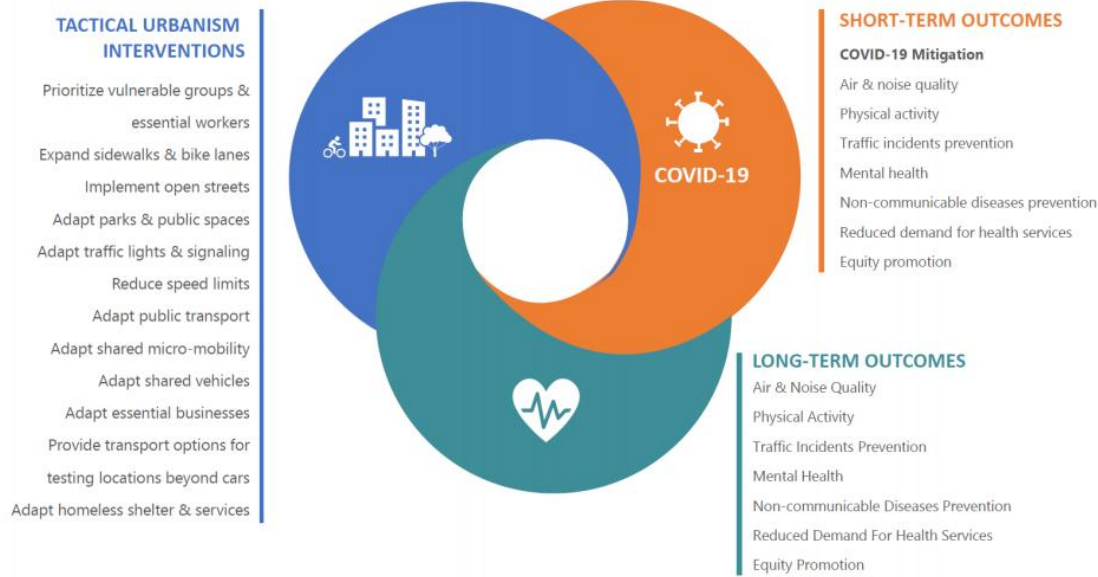 TACTICAL URBANISM
INTERVENTIONS
Prioritize vulnerable groups &
essential workers
Expand sidewalks & bike lanes
Implement open streets
Adapt parks & public spaces
Adapt traffic lights & signaling
Reduce speed limits
Adapt public transport
Adapt shared micro-mobility
Adapt shared vehicles
Adapt essential businesses
Provide transport options for
testing locations beyond cars
Adapt homeless shelter & services
COVID-19
SHORT-TERM OUTCOMES
COVID-19 Mitigation
Air & noise quality
Physical activity
Traffic incidents prevention
Mental health
Non-communicable diseases prevention
Reduced demand for health services
Equity promotion
LONG-TERM OUTCOMES
Air & Noise Quality
Physical Activity
Traffic Incidents Prevention
Mental Health
Non-communicable Diseases Prevention
Reduced Demand For Health Services
Equity Promotion